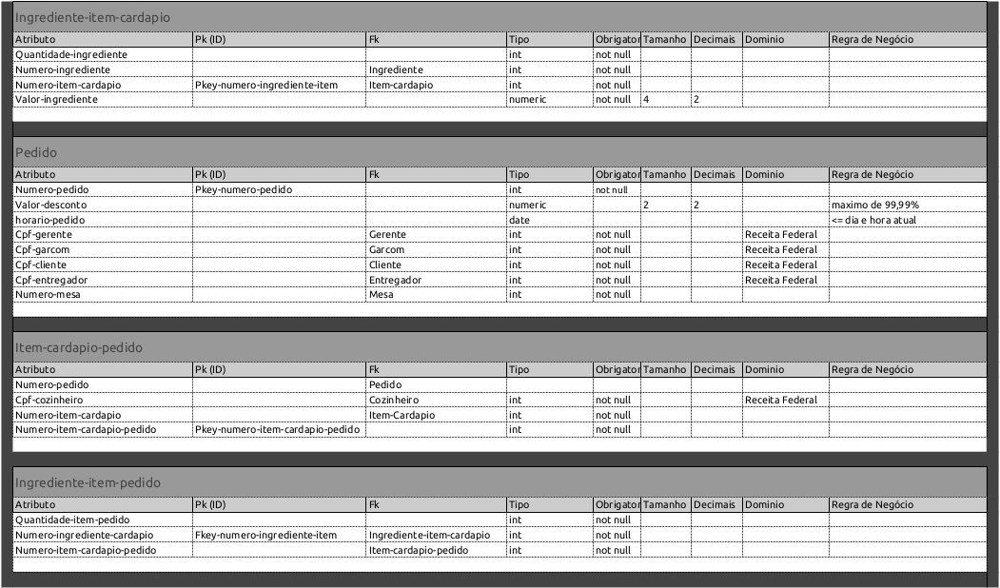 Ingrediente-item-cardapio
Atributo Pk (ID) Fk Tipo Obrigator Tamanho Decimais Dominio Regra de Negócio
Quantidade-ingrediente int not null
Numero-ingrediente Ingrediente int not null
Numero-item-cardapio Pkey-numero-ingrediente-item Item-cardapio int not null
Valor-ingrediente numeric not null 4 2
Pedido
Atributo Pk (ID) Fk Tipo Obrigator Tamanho Decimais Dominio Regra de Negócio
Numero-pedido Pkey-numero-pedido int not null
Valor-desconto numeric 2 2 maximo de 99,99%
horario-pedido date <= dia e hora atual
Cpf-gerente Gerente int not null Receita Federal
Cpf-garcom Garcom int not null Receita Federal
Cpf-cliente Cliente int not null Receita Federal
Cpf-entregador Entregador int not null Receita Federal
Numero-mesa Mesa int not null
Item-cardapio-pedido
Atributo Pk (ID) Fk Tipo Obrigator Tamanho Decimais Dominio Regra de Negócio
Numero-pedido Pedido
Cpf-cozinheiro Cozinheiro int not null Receita Federal
Numero-item-cardapio Item-Cardapio int not null
Numero-item-cardapio-pedido Pkey-numero-item-cardapio-pedido int not null
Ingrediente-item-pedido
Atributo Pk (ID) Fk Tipo Obrigator Tamanho Decimais Dominio Regra de Negócio
Quantidade-item-pedido int not null
Numero-ingrediente-cardapio Fkey-numero-ingrediente-item Ingrediente-item-cardapio int not null
Numero-item-cardapio-pedido Item-cardapio-pedido int not null